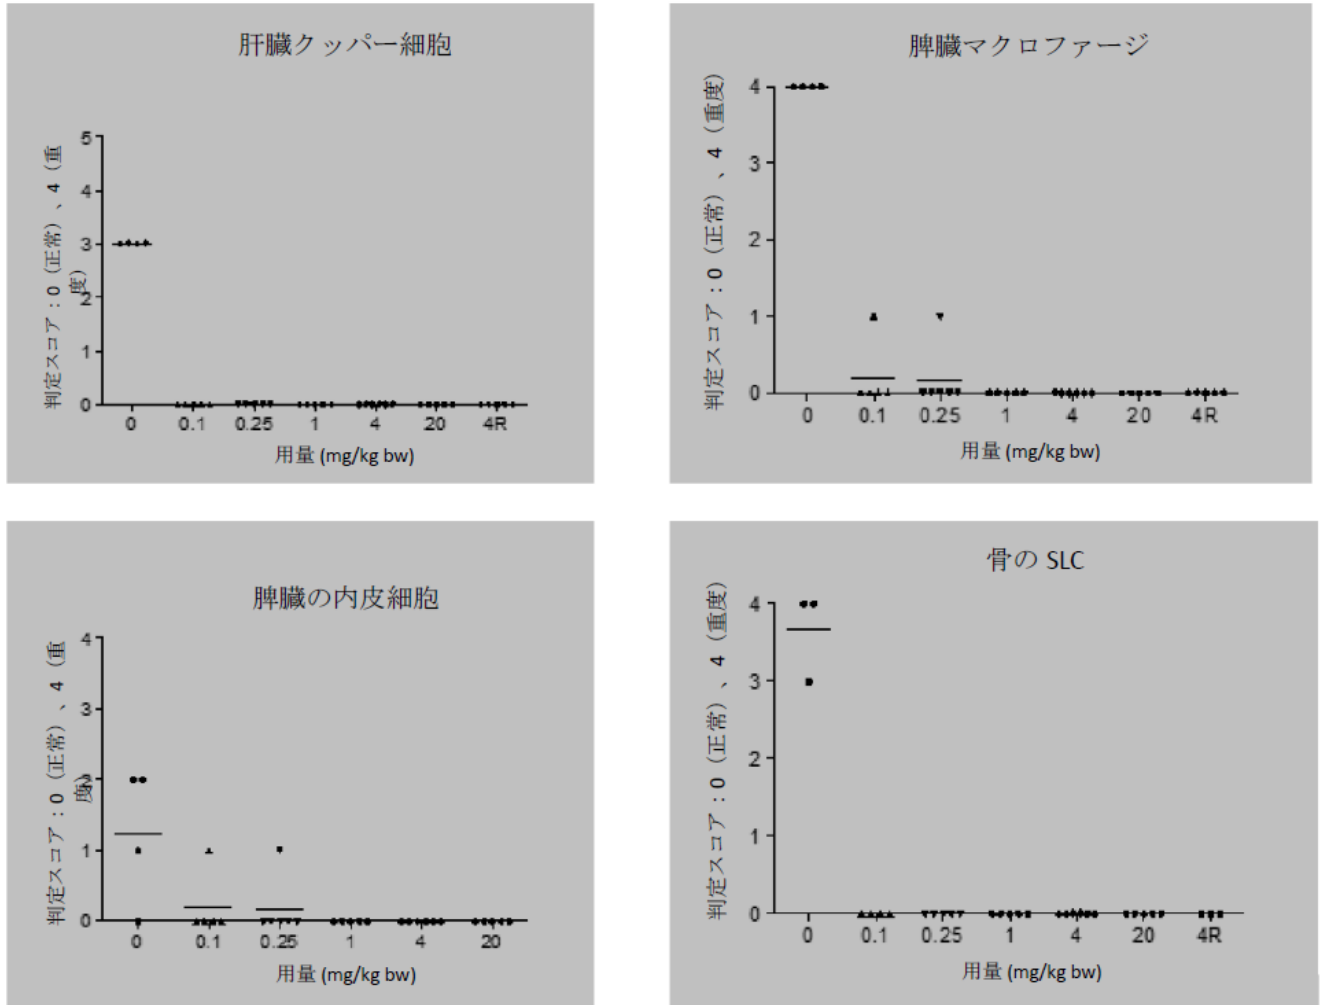 肝臓クッパー細胞
判定スコア：0（正常）、4（重
度）
5
4
3
2
1
0
0 0.1 0.25 1 4 20 4R
用量 (mg/kg bw)
脾臓マクロファージ
判定スコア：0（正常）、4（重度）
4
3
2
1
0
0 0.1 0.25 1 4 20 4R
用量 (mg/kg bw)
脾臓の内皮細胞
判定スコア：0（正常）、4（重
度）
4
3
2
1
0
0 0.1 0.25 1 4 20
用量 (mg/kg bw)
骨の SLC
判定スコア：0（正常）、4（重度）
4
3
2
1
0
0 0.1 0.25 1 4 20 4R
用量 (mg/kg bw)